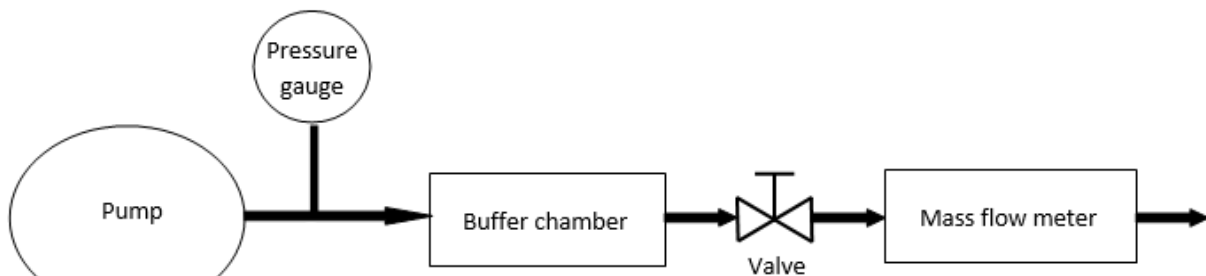 Pressure
gauge
Pump
Buffer chamber
Mass flow meter
Valve